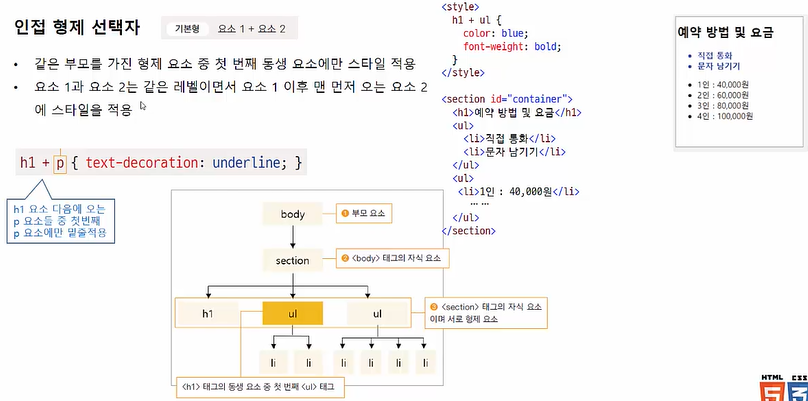 인접 형제 선택자
기본형 요소 1 + 요소 2
• 같은 부모를 가진 형제 요소 중 첫 번째 동생 요소에만 스타일 적용
• 요소 1과 요소 2는 같은 레벨이면서 요소 1 이후 맨 먼저 오는 요소 2
에 스타일을 적용
h1 + p { text-decoration: underline; }
h1 요소 다음에 오는
p 요소들 중 첫번째
p 요소에만 밑줄적용
body
❶ 부모 요소
section
❷ <body> 태그의 자식 요소
h1
ul
ul
❸ <section> 태그의 자식 요소
이며 서로 형제 요소
li
li
li
li
li
li
<h1> 태그의 동생 요소 중 첫 번째 <ul> 태그
<style>
h1 + ul {
color: blue;
font-weight: bold;
}
</style>
<section id="container">
<h1>예약 방법 및 요금</h1>
<ul>
<li>직접 통화</li>
<li>문자 남기기</li>
</ul>
<ul>
<li>1인 : 40,000원</li>
……
</ul>
</section>
예약 방법 및 요금
• 직접 통화
• 문자 남기기
• 1인 : 40,000원
• 2인 : 60,000원
• 3인 : 80,000원
• 4인 : 100,000원
HTML CSS